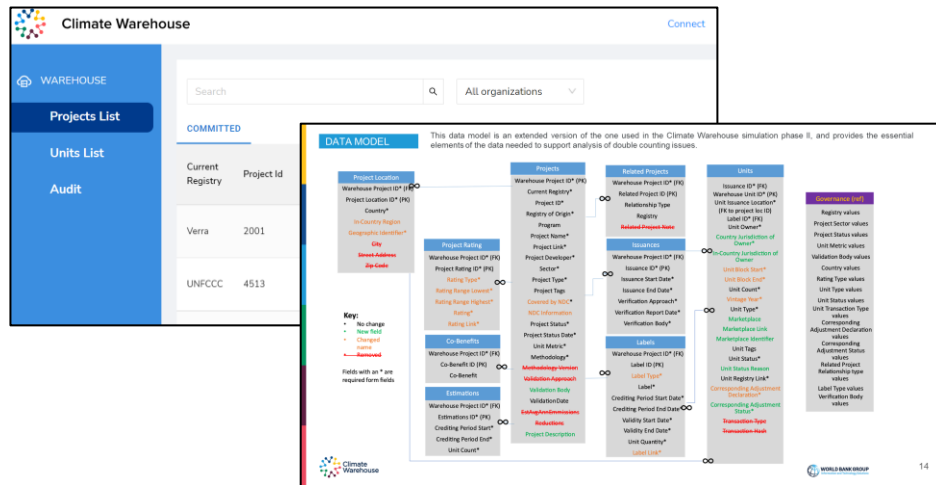 Climate Warehouse
Connect
WAREHOUSE
Projects List
Units List
Audit
Search
All organizations
COMMITTED
Current
Registry
Project Id
Verra
2001
UNFCCC
4513
DATA MODEL
This data model is an extended version of the one used in the Climate Warehouse simulation phase II, and provides the essential
elements of the data needed to support analysis of double counting issues.
Project Location
Warehouse Project ID* (FK)
Project Location ID* (PK)
Country*
In-Country Region
Geographic Identifier*
City
Street Address
Zip Code
Key:
No change
New field
Changed
name
Removed
Fields with an * are
required form fields
Project Rating
Warehouse Project ID* (FK)
Project Rating ID* (PK)
Rating Type*
Rating Range Lowest*
Rating Range Highest*
Rating*
Rating Link*
Co-Benefits
Warehouse Project ID* (FK)
Co-Benefit ID (PK)
Co-Benefit
Estimations
Warehouse Project ID* (FK)
Estimations ID* (PK)
Crediting Period Start*
Crediting Period End*
Unit Count*
Projects
Warehouse Project ID* (PK)
Current Registry*
Project ID*
Registry of Origin*
Program
Project Name*
Project Link*
Project Developer*
Sector*
Project Type*
Project Tags
Covered by NDC*
NDC Information
Project Status*
Project Status Date*
Unit Metric*
Methodology*
Methodology Version
Validation Approach
Validation Body
ValidationDate
EstAvgAnnEmmissions
Reductions
Project Description
Related Projects
Warehouse Project ID* (FK)
Related Project ID (PK)
Relationship Type
Registry
Related Project Note
Issuances
Warehouse Project ID* (FK)
Issuance ID* (PK)
Issuance Start Date*
Issuance End Date*
Verification Approach*
Verification Report Date*
Verification Body*
Labels
Warehouse Project ID* (FK)
Label ID (PK)
Label Type*
Label*
Crediting Period Start Date*
Crediting Period End Date*
Validity Start Date*
Validity End Date*
Unit Quantity*
Label Link*
Units
Issuance ID* (FK)
Warehouse Unit ID* (PK)
Unit Issuance Location*
(FK to project loc ID)
Label ID* (FK)
Unit Owner*
Country Jurisdiction of
Owner*
In-Country Jurisdiction of
Owner
Unit Block Start*
Unit Block End*
Unit Count*
Vintage Year*
Unit Type*
Marketplace
Marketplace Link
Marketplace Identifier
Unit Tags
Unit Status*
Unit Status Reason
Unit Registry Link*
Corresponding Adjustment
Declaration*
Corresponding Adjustment
Status*
Transaction Type
Transaction Hash
Governance (ref)
Registry values
Project Sector values
Project Status values
Unit Metric values
Validation Body values
Country values
Rating Type values
Unit Type values
Unit Status values
Unit Transaction Type
values
Corresponding
Adjustment Declaration
values
Corresponding
Adjustment Status
values
Related Project
Relationship type
values
Label Type values
Verification Body
values
Climate
Warehouse
WORLD BANK GROUP
14